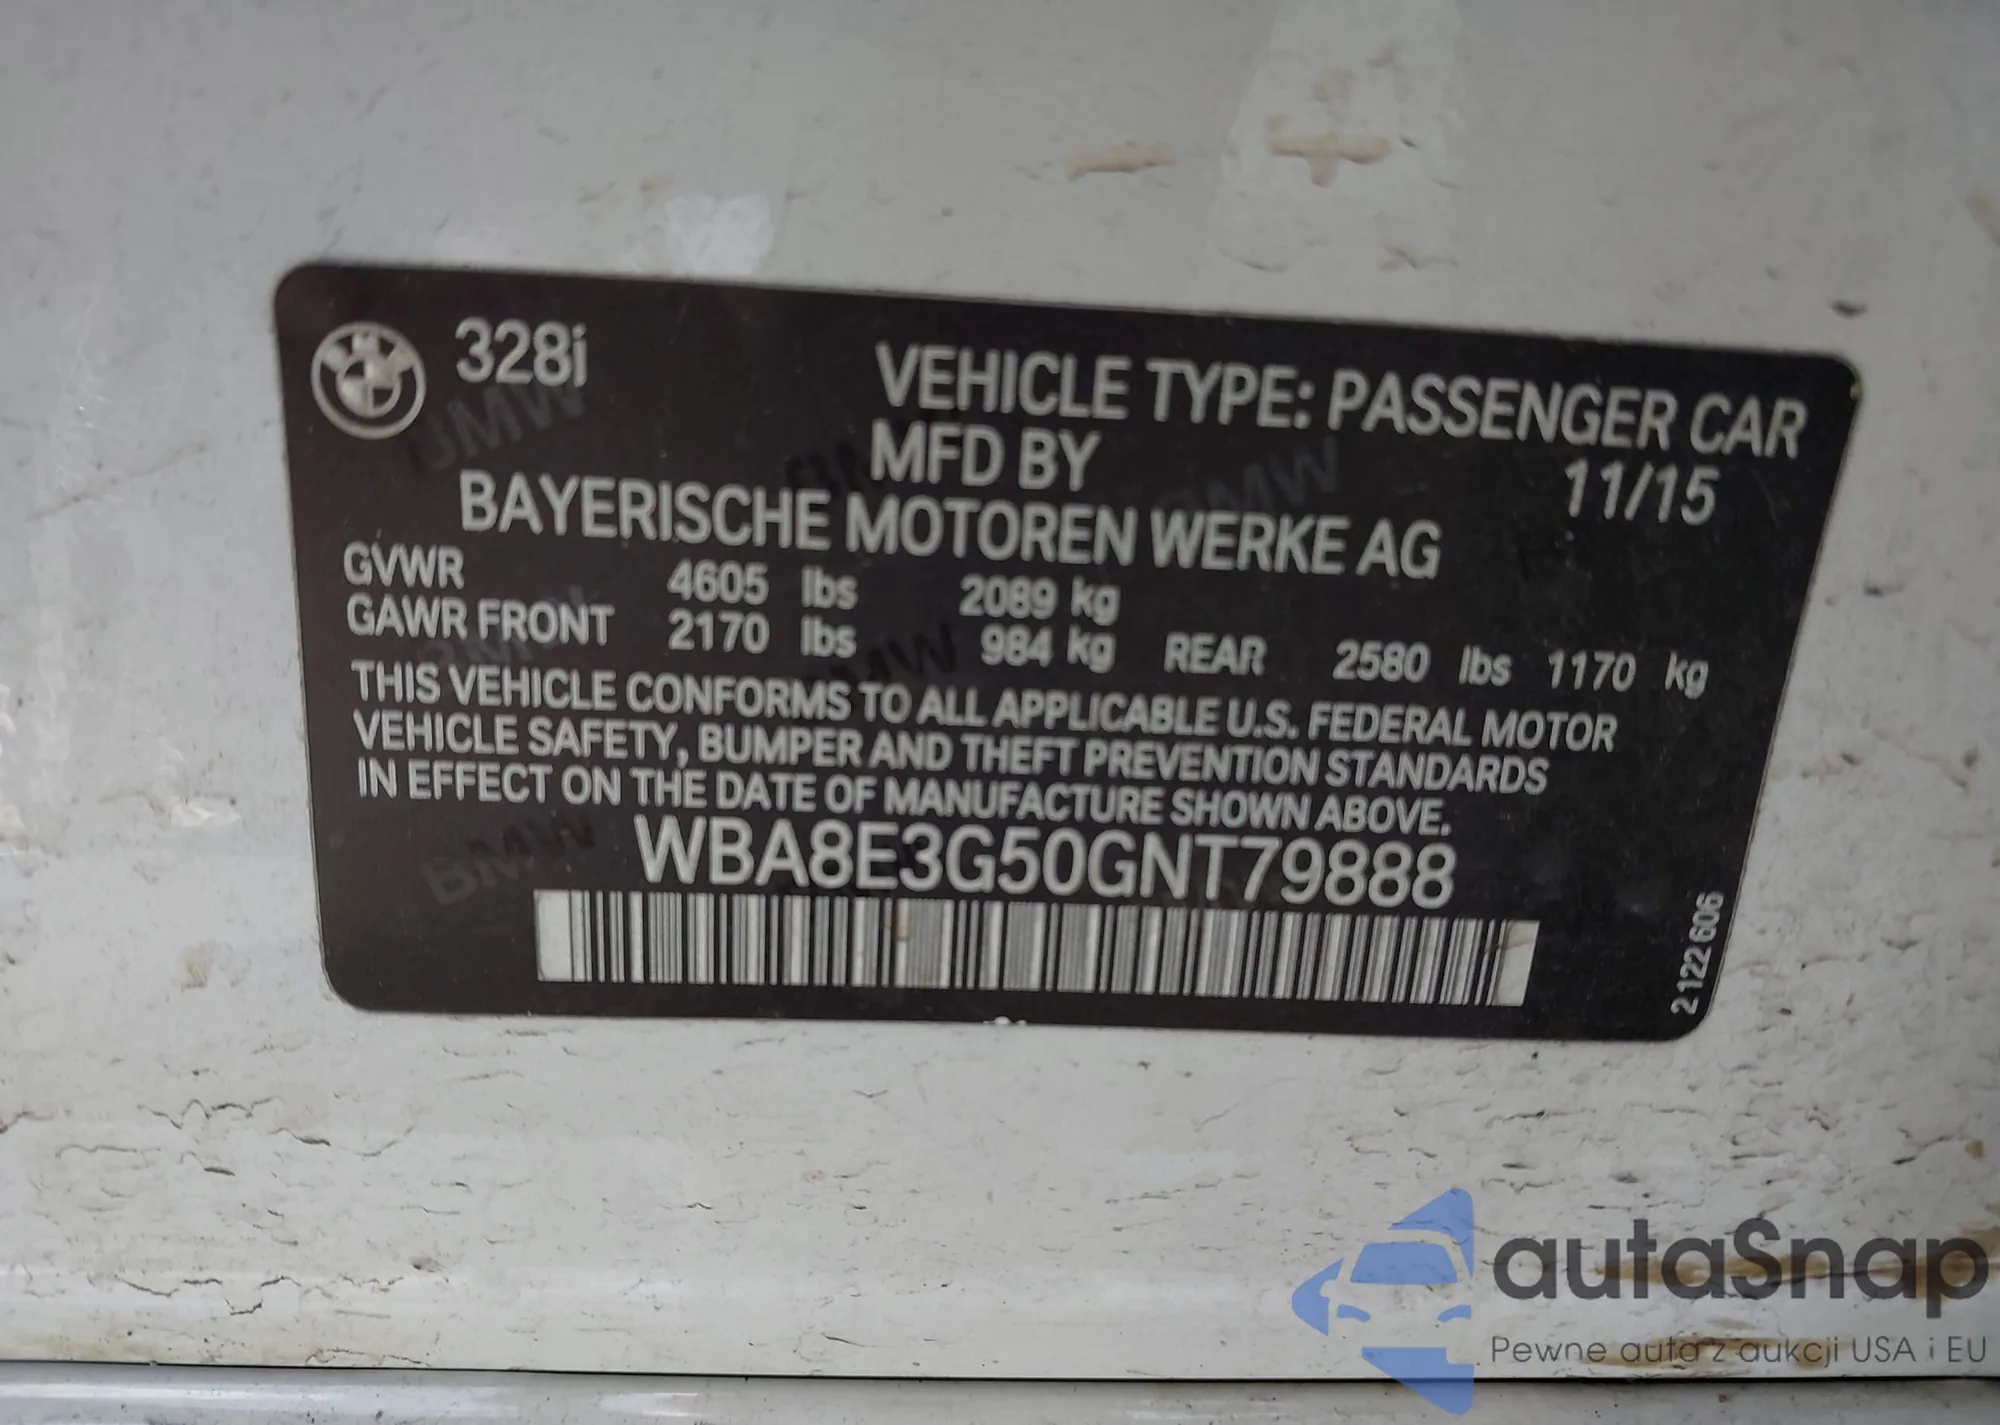 BMW 328i
VEHICLE TYPE: PASSENGER CAR
MFD BY
11/15
BAYERISCHE MOTOREN WERKE AG
GVWR 4605 lbs 2089 kg
GAWR FRONT 2170 lbs 984 kg REAR 2580 lbs 1170 kg
THIS VEHICLE CONFORMS TO ALL APPLICABLE U.S. FEDERAL MOTOR
VEHICLE SAFETY, BUMPER AND THEFT PREVENTION STANDARDS
IN EFFECT ON THE DATE OF MANUFACTURE SHOWN ABOVE.
WBA8E3G50GNT79888
2 122 606
autaSnap
Pewne auta z aukcji USA i EU